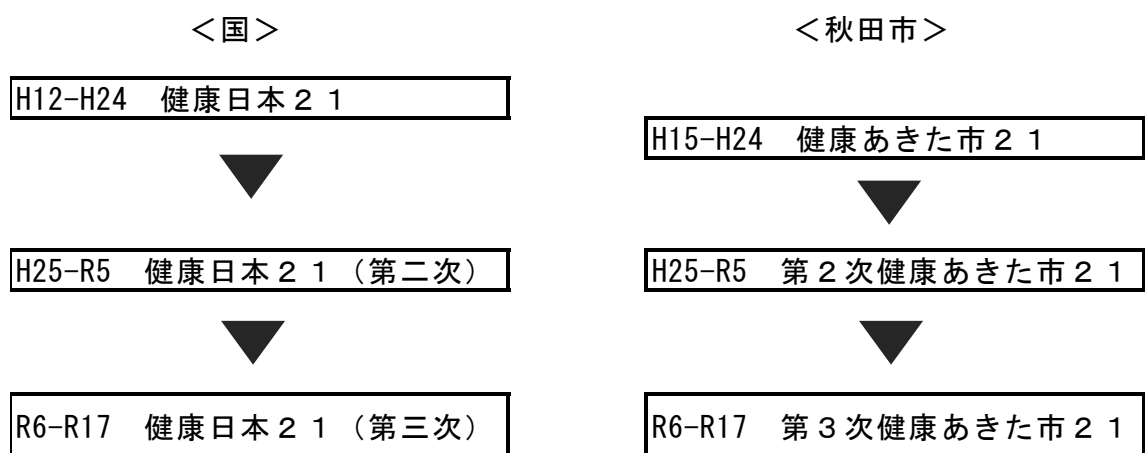 ＜国＞
H12-H24　健康日本２１
H25-R5　健康日本２１（第二次）
R6-R17　健康日本２１（第三次）
＜秋田市＞
H15-H24　健康あきた市２１
H25-R5　第２次健康あきた市２１
R6-R17　第３次健康あきた市２１